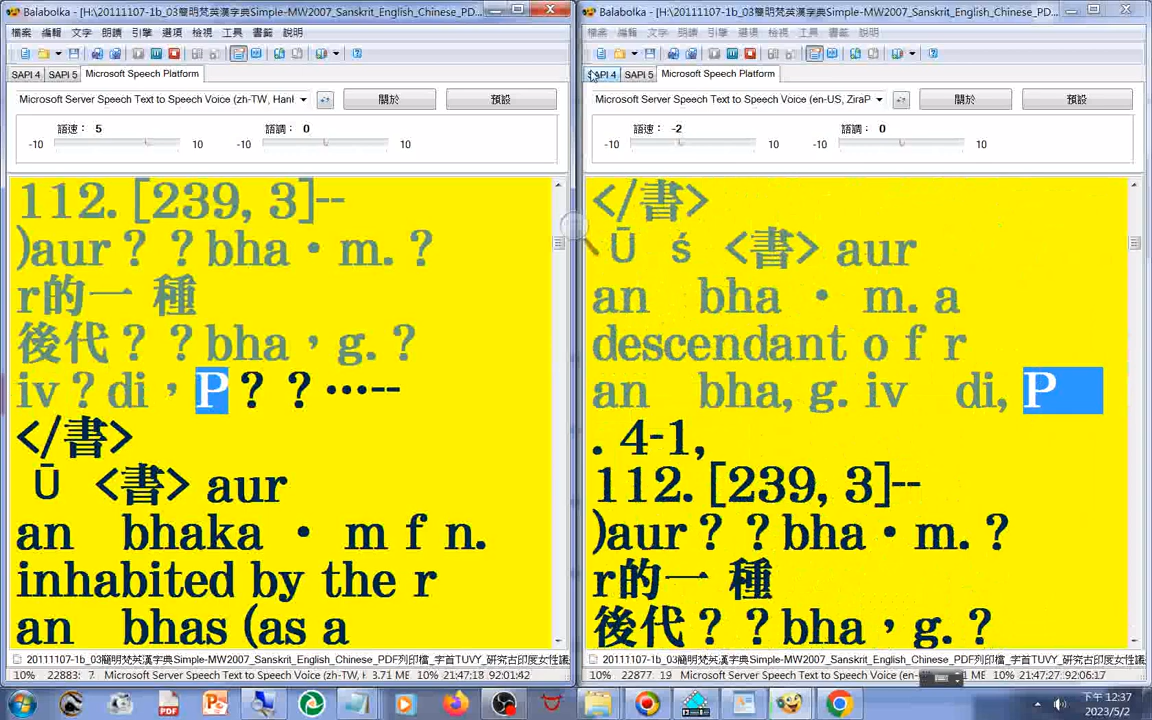 Balabolka - [H:\20111107-1b_03簡明梵英漢字典Simple-MW2007_Sanskrit_English_Chinese_PD...
檔案 編輯 文字 朗讀 引擎 選項 檢視 工具 書籤 說明
SAPI 4 SAPI 5 Microsoft Speech Platform
Microsoft Server Speech Text to Speech Voice (zh-TW, Hanl
關於 預設
語速： 5 語調： 0
-10 10 -10 10
112. [239, 3]--
)aur？？bha·m.？
r的一 種
後代？？bha，g.？
iv？di，P？？…--
</書>
Ū <書> aur
an bhaka · m f n.
inhabited by the r
an bhas (as a
20111107-1b_03簡明梵英漢字典Simple-MW2007_Sanskrit_English_Chinese_PDF列印檔_字首TUVY_研究古印度女性議
10% 22883: 7 Microsoft Server Speech Text to Speech Voice (zh-TW, H 3.71 ME 10% 21:47:18 92:01:42
Balabolka - [H:\20111107-1b_03簡明梵英漢字典Simple-MW2007_Sanskrit_English_Chinese_PD...
檔案 編輯 文字 朗讀 引擎 選項 檢視 工具 書籤 說明
SAPI 4 SAPI 5 Microsoft Speech Platform
Microsoft Server Speech Text to Speech Voice (en-US, ZiraP
關於 預設
語速： -2 語調： 0
-10 10 -10 10
</書>
Ū ś <書> aur
an bha · m. a
descendant o f r
an bha, g. iv di, P
. 4-1,
112. [239, 3]--
)aur？？bha·m.？
r的一 種
後代？？bha，g.？
20111107-1b_03簡明梵英漢字典Simple-MW2007_Sanskrit_English_Chinese_PDF列印檔_字首TUVY_研究古印度女性議
10% 22877 19 Microsoft Server Speech Text to Speech Voice (en-US, ME 10% 21:47:27 92:06:17
下午 12:37
2023/5/2